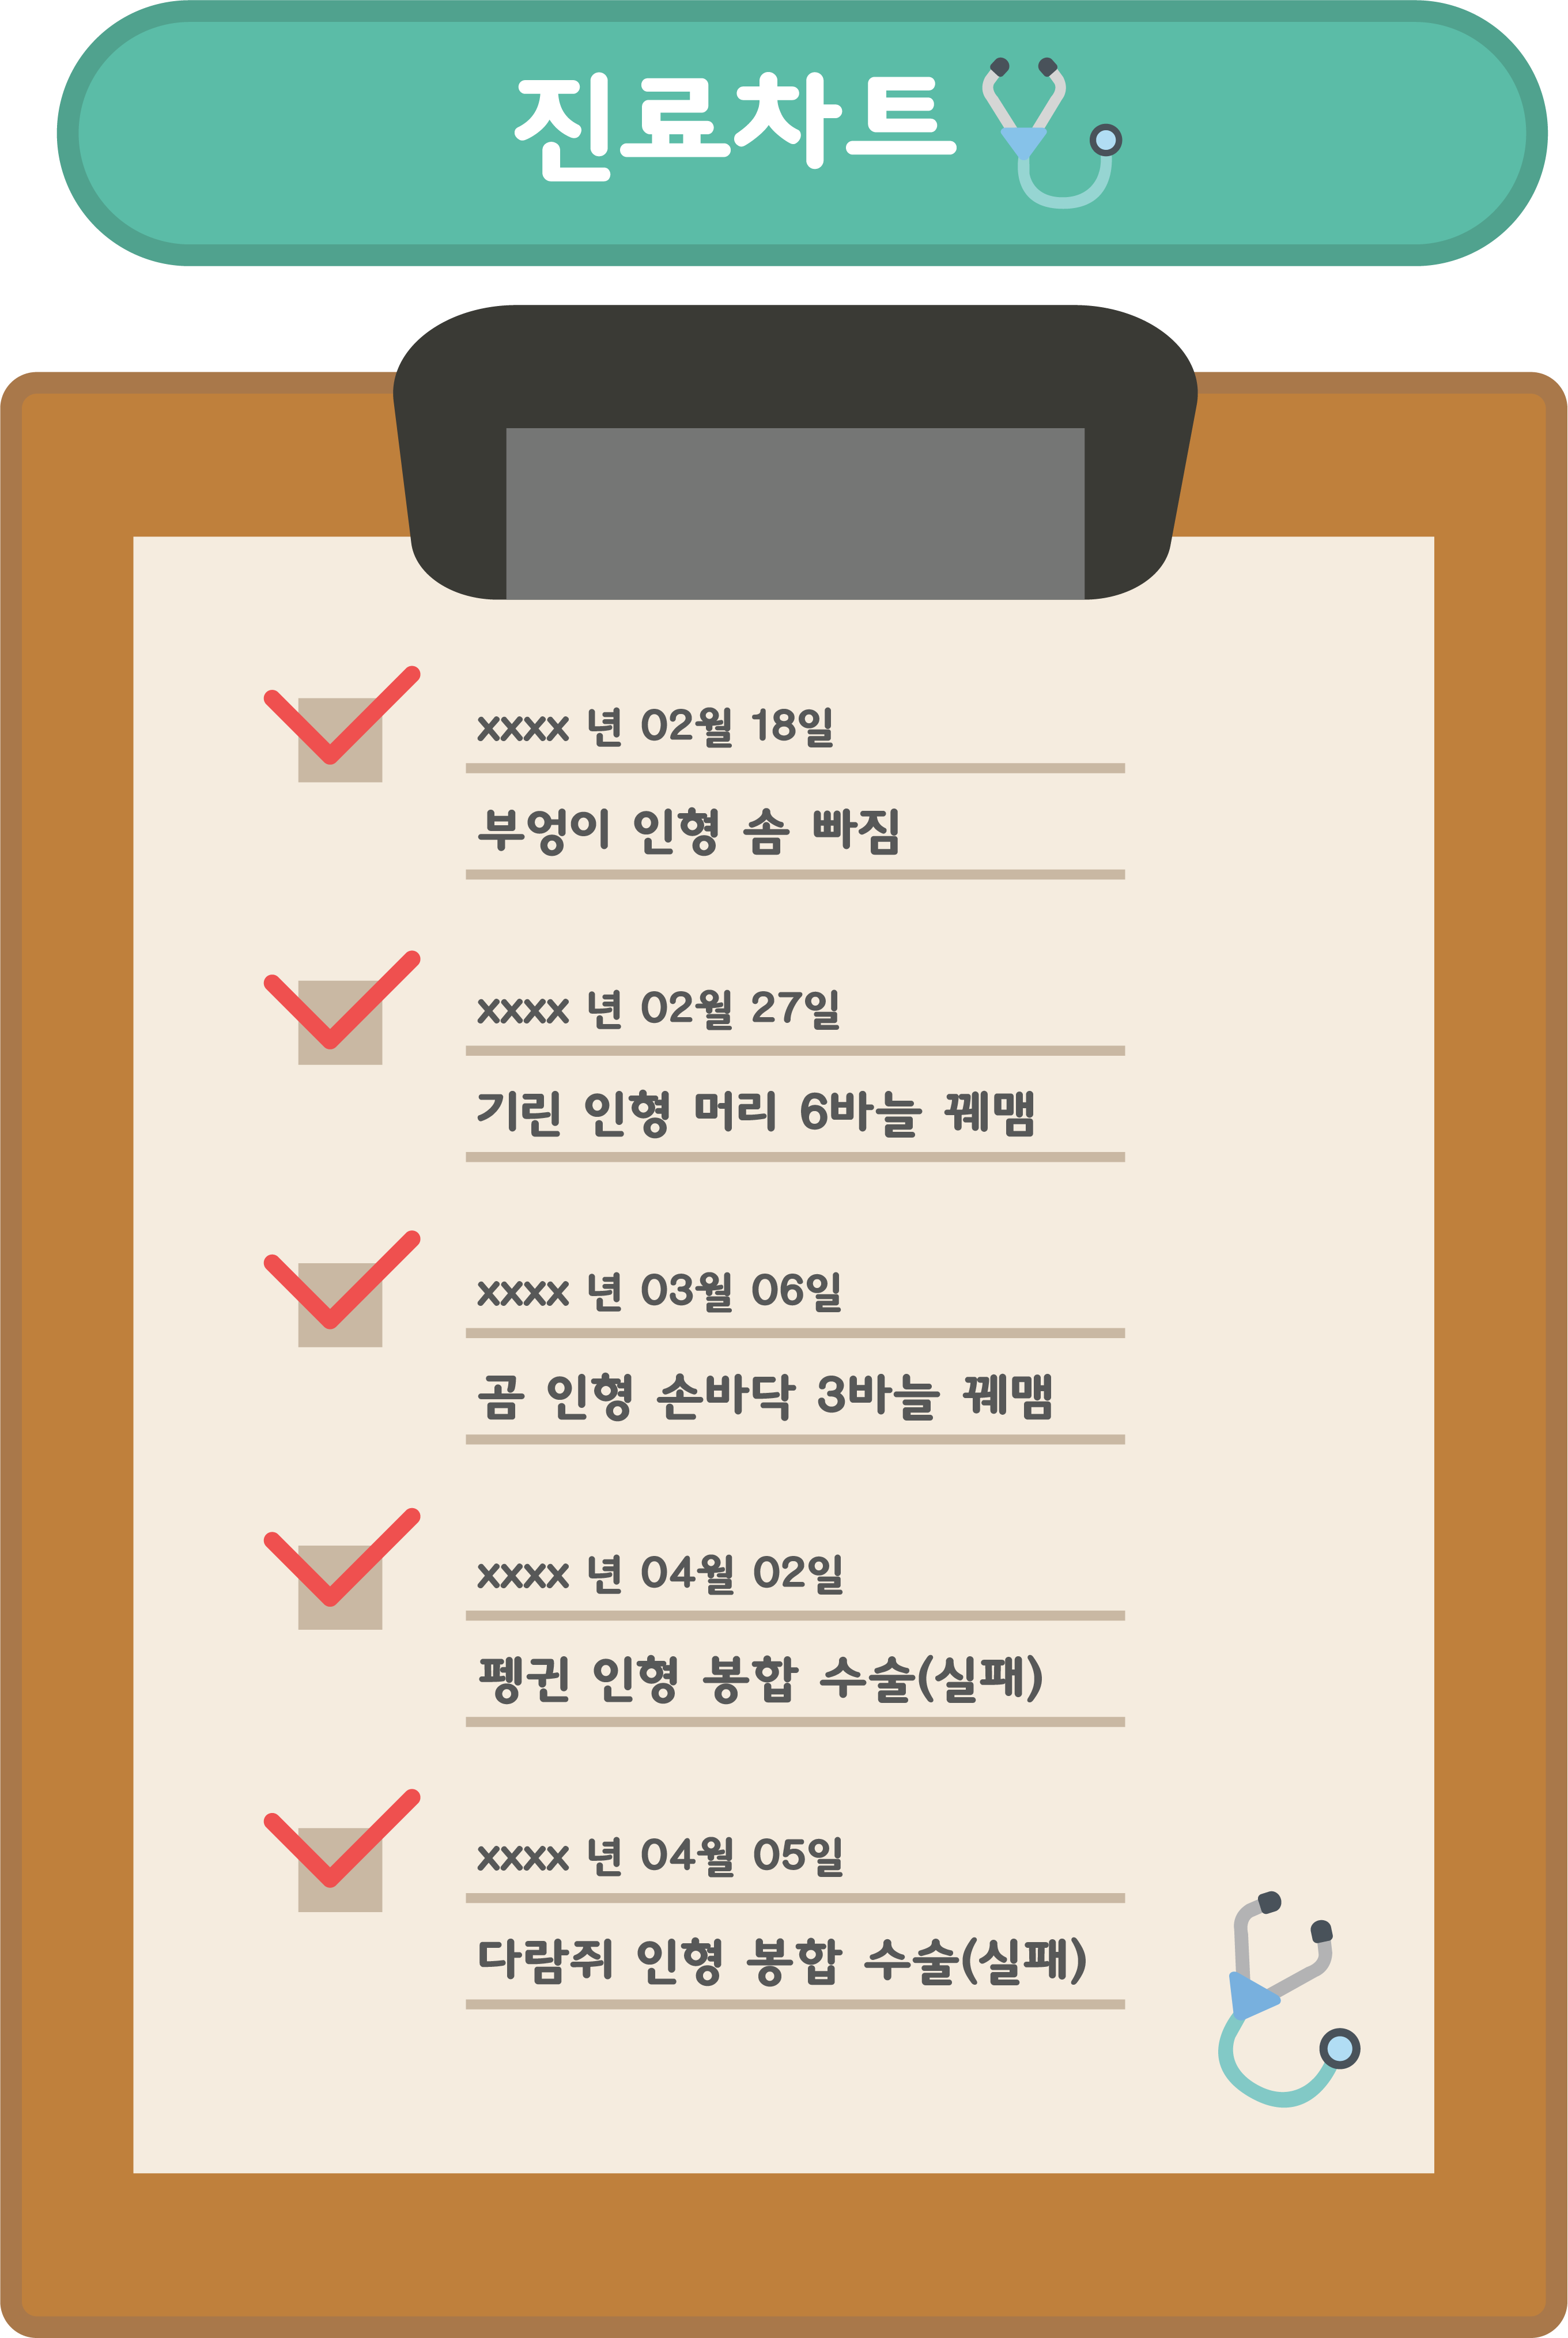 진료차트
xxxx 년 02월 18일
부엉이 인형 솜 빠짐
xxxx 년 02월 27일
기린 인형 머리 6바늘 꿰맴
xxxx 년 03월 06일
곰 인형 손바닥 3바늘 꿰맴
xxxx 년 04월 02일
팽귄 인형 봉합 수술(실패)
xxxx 년 04월 05일
다람쥐 인형 봉합 수술(실패)